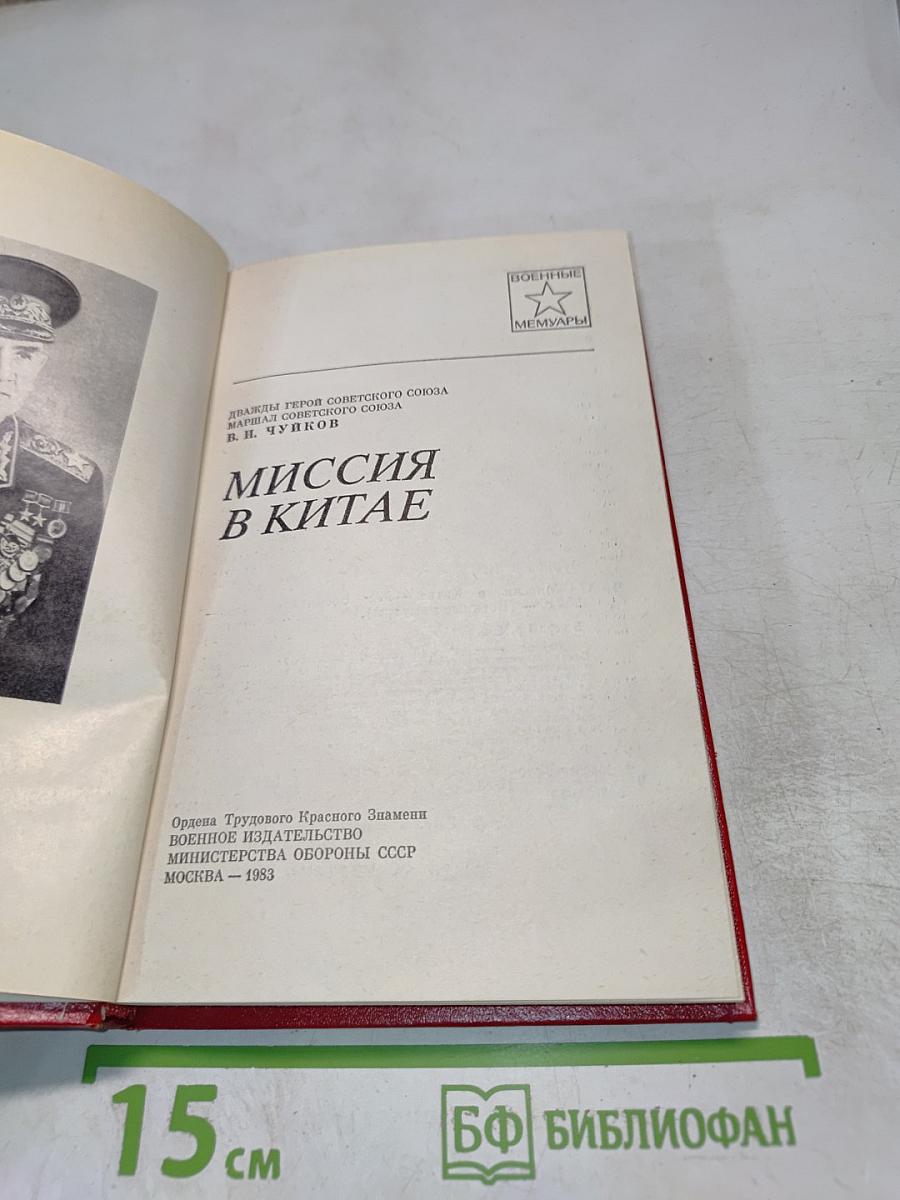 ВОЕННЫЕ
МЕМУАРЫ
ДВАЖДЫ ГЕРОЙ СОВЕТСКОГО СОЮЗА
МАРШАЛ СОВЕТСКОГО СОЮЗА
В. И. ЧУЙКОВ
МИССИЯ
В КИТАЕ
Ордена Трудового Красного Знамени
ВОЕННОЕ ИЗДАТЕЛЬСТВО
МИНИСТЕРСТВА ОБОРОНЫ СССР
МОСКВА — 1983
15 см
БФ БИБЛИОФАН